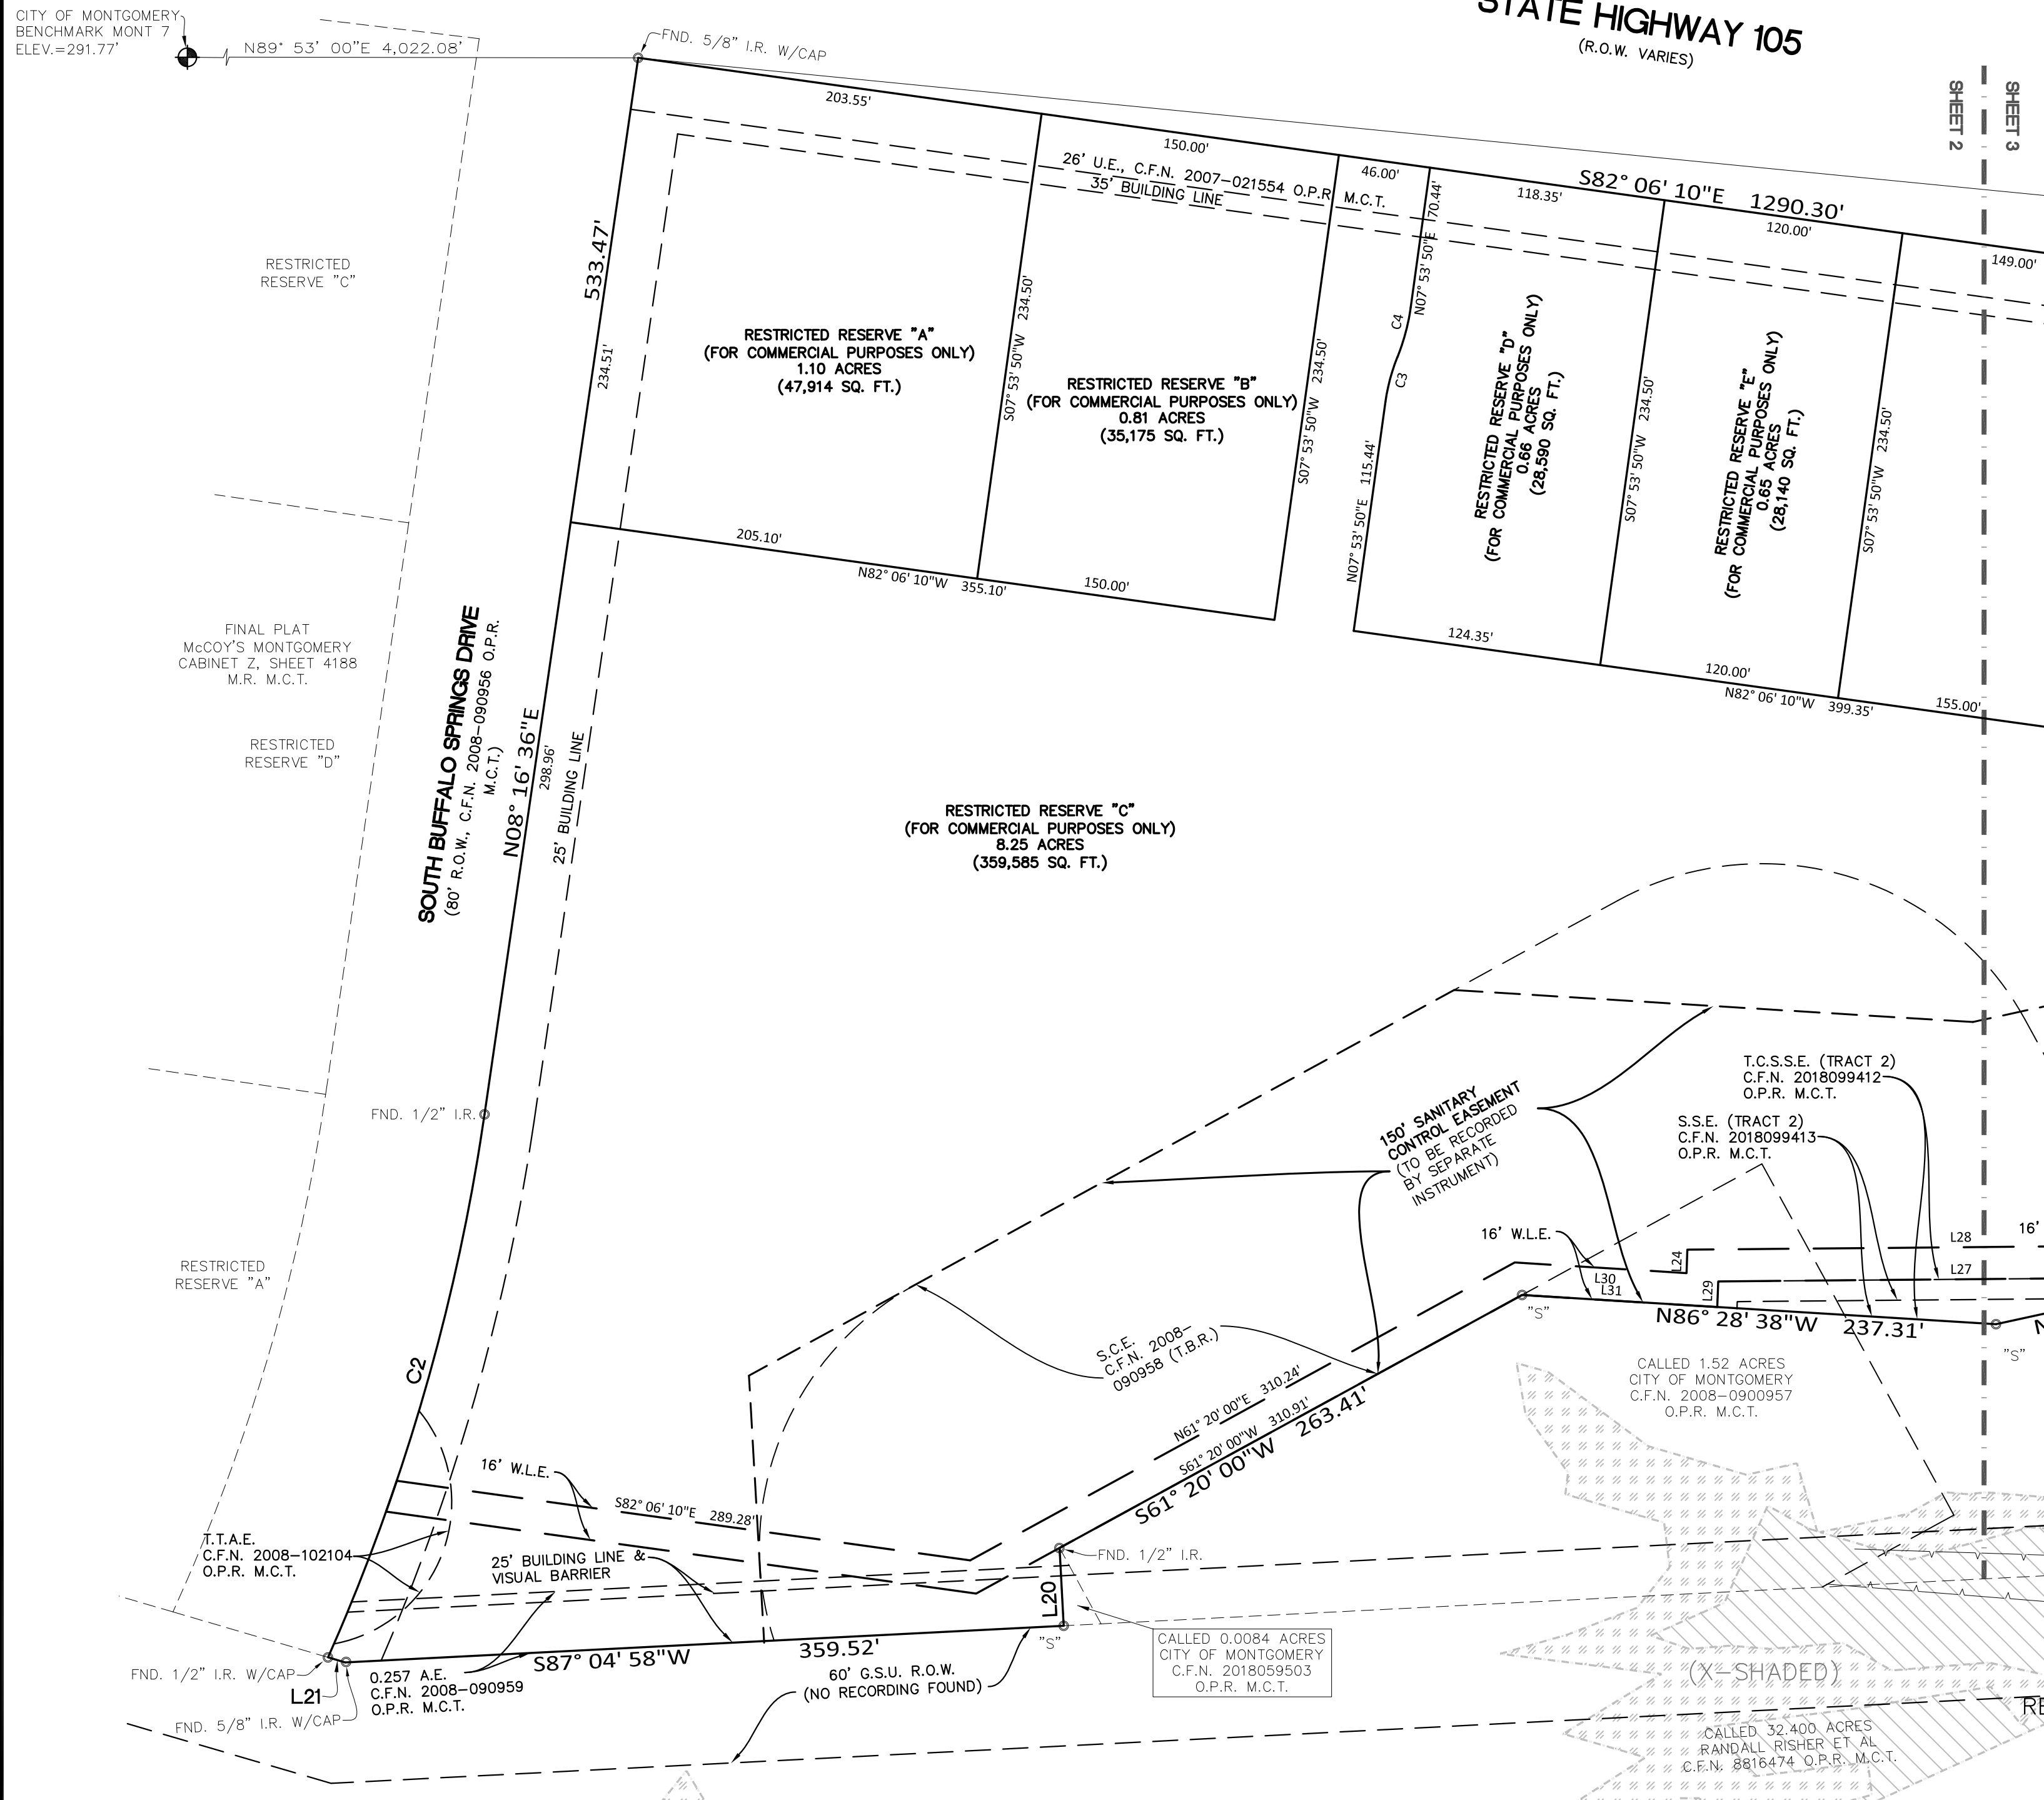 CITY OF MONTGOMERY
BENCHMARK MONT 7
ELEV.=291.77'
N89° 53' 00"E 4,022.08'
FND. 5/8" I.R. W/CAP
STATE HIGHWAY 105
(R.O.W. VARIES)
SHEET 2
SHEET 3
203.55'
150.00'
46.00'
118.35'
S82° 06' 10"E 1290.30'
120.00'
149.00'
26' U.E., C.F.N. 2007-021554 O.P.R. M.C.T.
35' BUILDING LINE
RESTRICTED
RESERVE "C"
533.47'
234.51'
RESTRICTED RESERVE "A"
(FOR COMMERCIAL PURPOSES ONLY)
1.10 ACRES
(47,914 SQ. FT.)
S07° 53' 50"W 234.50'
RESTRICTED RESERVE "B"
(FOR COMMERCIAL PURPOSES ONLY)
0.81 ACRES
(35,175 SQ. FT.)
S07° 53' 50"W 234.50'
N07° 53' 50"E 70.44'
C4
C3
N07° 53' 50"E 115.44'
RESTRICTED RESERVE "D"
(FOR COMMERCIAL PURPOSES ONLY)
0.66 ACRES
(28,590 SQ. FT.)
S07° 53' 50"W 234.50'
RESTRICTED RESERVE "E"
(FOR COMMERCIAL PURPOSES ONLY)
0.65 ACRES
(28,140 SQ. FT.)
S07° 53' 50"W 234.50'
205.10'
N82° 06' 10"W 355.10'
150.00'
124.35'
120.00'
N82° 06' 10"W 399.35'
155.00'
FINAL PLAT
McCOY'S MONTGOMERY
CABINET Z, SHEET 4188
M.R. M.C.T.
RESTRICTED
RESERVE "D"
SOUTH BUFFALO SPRINGS DRIVE
(80' R.O.W., C.F.N. 2008-090956 O.P.R.
M.C.T.)
N08° 16' 36"E
298.96'
25' BUILDING LINE
RESTRICTED RESERVE "C"
(FOR COMMERCIAL PURPOSES ONLY)
8.25 ACRES
(359,585 SQ. FT.)
FND. 1/2" I.R.
150' SANITARY
CONTROL EASEMENT
(TO BE RECORDED
BY SEPARATE
INSTRUMENT)
T.C.S.S.E. (TRACT 2)
C.F.N. 2018099412
O.P.R. M.C.T.
S.S.E. (TRACT 2)
C.F.N. 2018099413
O.P.R. M.C.T.
RESTRICTED
RESERVE "A"
16' W.L.E.
L24
L28
16'
L27
L30
L31
L29
"S"
N86° 28' 38"W 237.31'
"S"
C2
S.C.E.
C.F.N. 2008-
090958 (T.B.R.)
N61° 20' 00"E 310.24'
S61° 20' 00"W 310.91'
S61° 20' 00"W 263.41'
CALLED 1.52 ACRES
CITY OF MONTGOMERY
C.F.N. 2008-0900957
O.P.R. M.C.T.
16' W.L.E.
S82° 06' 10"E 289.28'
T.T.A.E.
C.F.N. 2008-102104
O.P.R. M.C.T.
25' BUILDING LINE &
VISUAL BARRIER
FND. 1/2" I.R.
L20
"S"
S87° 04' 58"W 359.52'
60' G.S.U. R.O.W.
(NO RECORDING FOUND)
CALLED 0.0084 ACRES
CITY OF MONTGOMERY
C.F.N. 2018059503
O.P.R. M.C.T.
FND. 1/2" I.R. W/CAP
L21
0.257 A.E.
C.F.N. 2008-090959
O.P.R. M.C.T.
FND. 5/8" I.R. W/CAP
(X-SHADED)
CALLED 32.400 ACRES
RANDALL RISHER ET AL
C.F.N. 8816474 O.P.R. M.C.T.